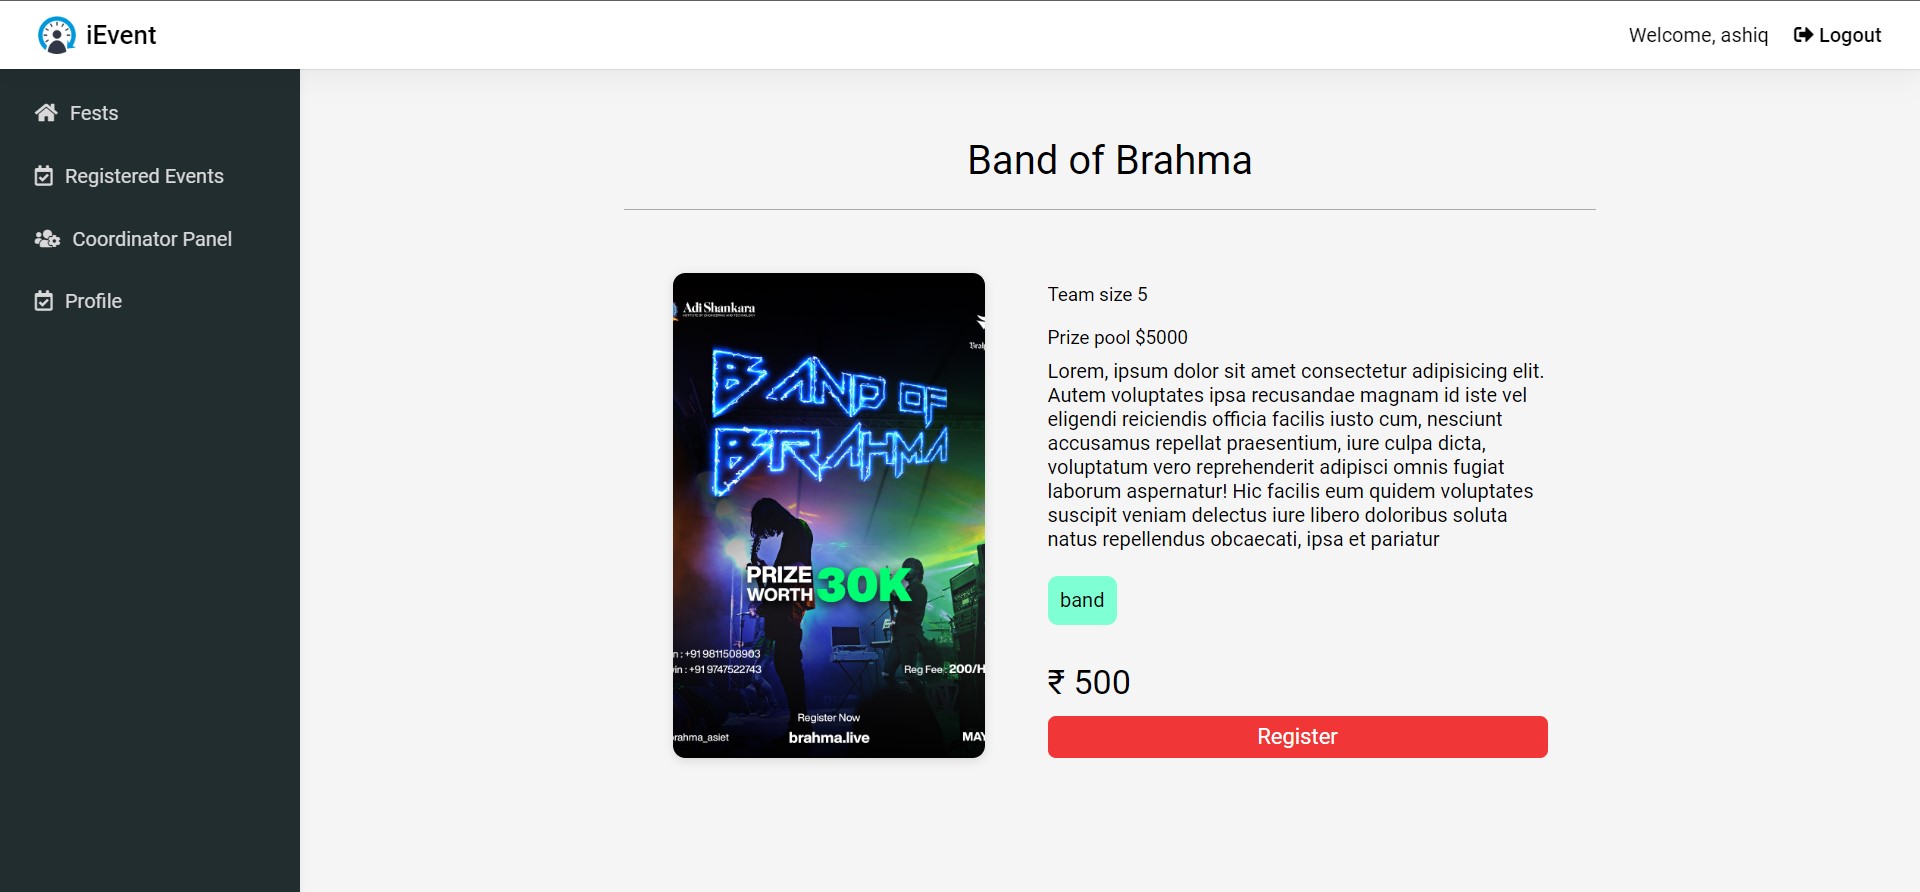 iEvent
Welcome, ashiq
Logout
Fests
Registered Events
Coordinator Panel
Profile
Band of Brahma
Adi Shankara
BAND OF
BRAHMA
PRIZE
WORTH 30K
n : +91 9811508903
in : +91 9747522743
Reg Fee : 200/H
Register Now
rahma_asiet
brahma.live
MAY
Team size 5
Prize pool $5000
Lorem, ipsum dolor sit amet consectetur adipisicing elit.
Autem voluptates ipsa recusandae magnam id iste vel
eligendi reiciendis officia facilis iusto cum, nesciunt
accusamus repellat praesentium, iure culpa dicta,
voluptatum vero reprehenderit adipisci omnis fugiat
laborum aspernatur! Hic facilis eum quidem voluptates
suscipit veniam delectus iure libero doloribus soluta
natus repellendus obcaecati, ipsa et pariatur
band
₹ 500
Register